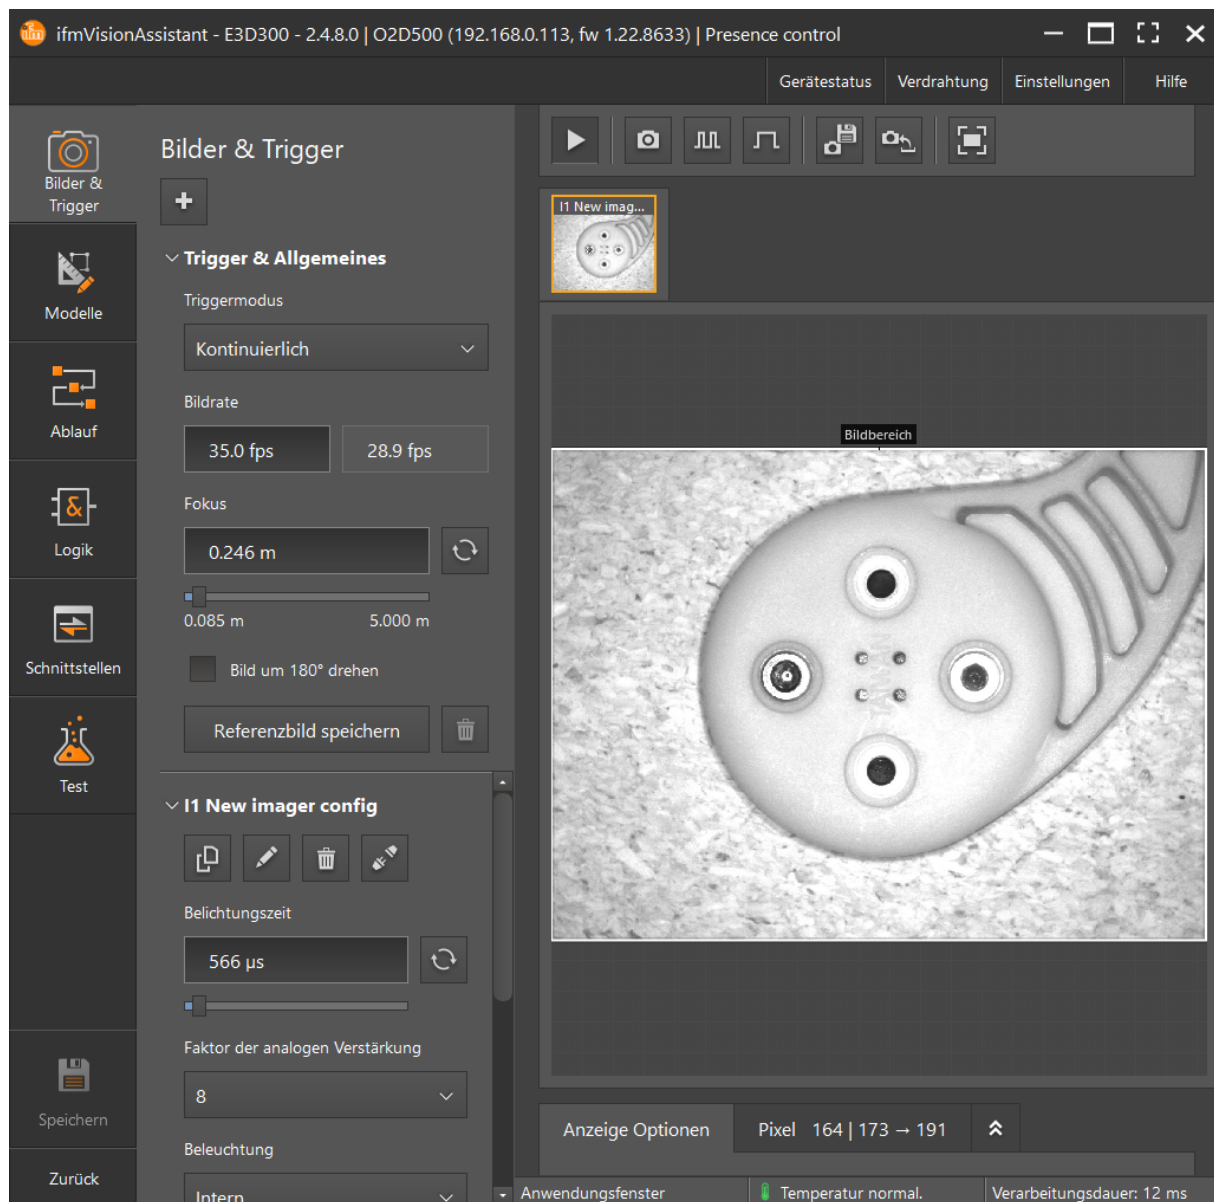 ifm ifmVisionAssistant - E3D300 - 2.4.8.0 | O2D500 (192.168.0.113, fw 1.22.8633) | Presence control
Gerätestatus Verdrahtung Einstellungen Hilfe
Bilder &
Trigger
Modelle
Ablauf
&
Logik
Schnittstellen
Test
Speichern
Zurück
Bilder & Trigger
Trigger & Allgemeines
Triggermodus
Kontinuierlich
Bildrate
35.0 fps 28.9 fps
Fokus
0.246 m
0.085 m 5.000 m
Bild um 180° drehen
Referenzbild speichern
I1 New imager config
Belichtungszeit
566 µs
Faktor der analogen Verstärkung
8
Beleuchtung
Intern
I1 New imag...
Bildbereich
Anzeige Optionen Pixel 164 | 173 → 191
Anwendungsfenster Temperatur normal. Verarbeitungsdauer: 12 ms